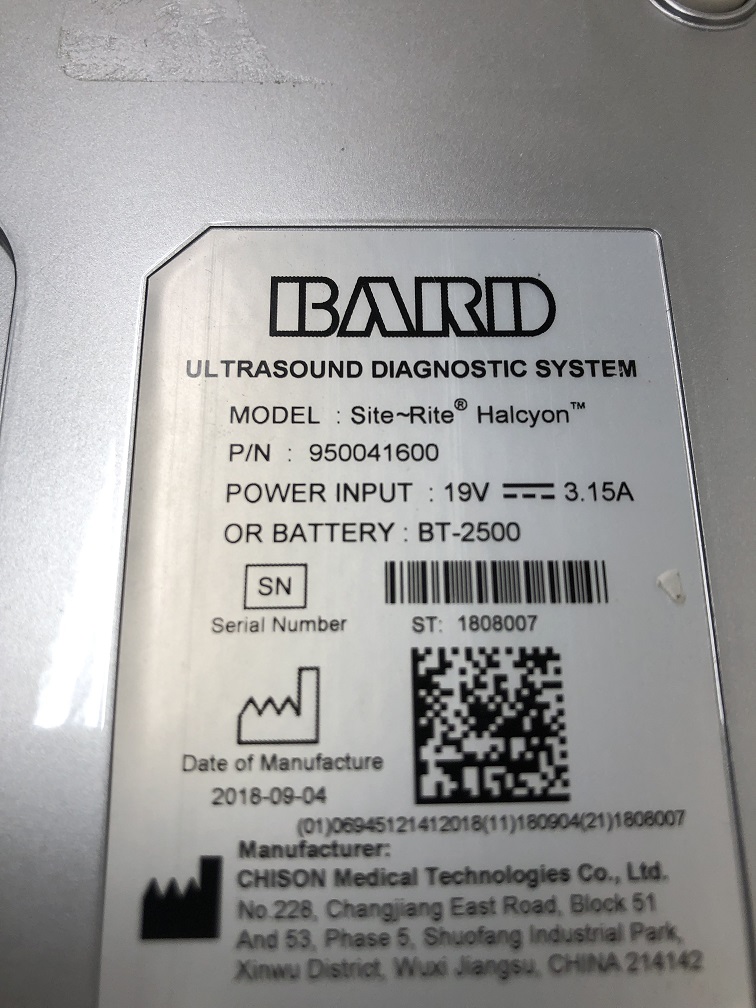 BARD
ULTRASOUND DIAGNOSTIC SYSTEM
MODEL : Site~Rite® Halcyon™
P/N : 950041600
POWER INPUT : 19V 3.15A
OR BATTERY : BT-2500
SN
Serial Number
ST: 1808007
Date of Manufacture
2018-09-04
(01)06945121412018(11)180904(21)1808007
Manufacturer:
CHISON Medical Technologies Co., Ltd.
No.228, Changjiang East Road, Block 51
And 53, Phase 5, Shuofang Industrial Park,
Xinwu District, Wuxi Jiangsu, CHINA 214142